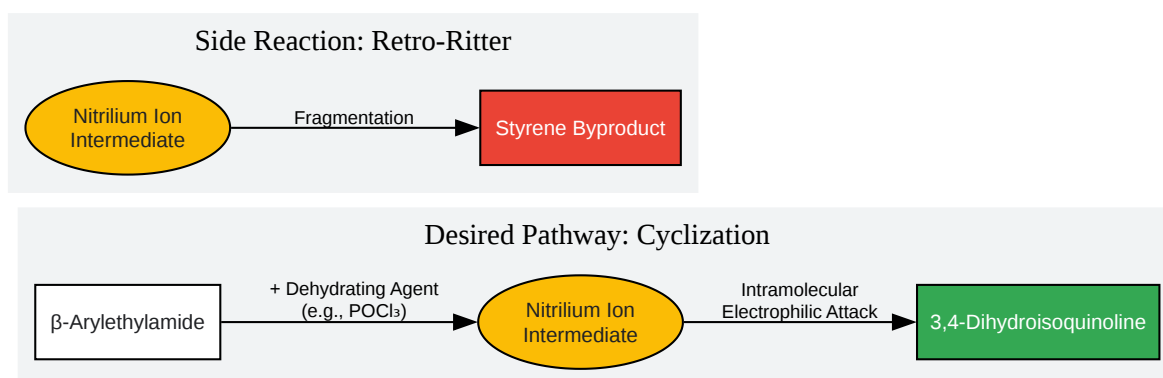 Side Reaction: Retro-Ritter
Nitrilium Ion
Intermediate
Fragmentation
Styrene Byproduct
Desired Pathway: Cyclization
β-Arylethylamide
+ Dehydrating Agent
(e.g., POCl₃)
Nitrilium Ion
Intermediate
Intramolecular
Electrophilic Attack
3,4-Dihydroisoquinoline